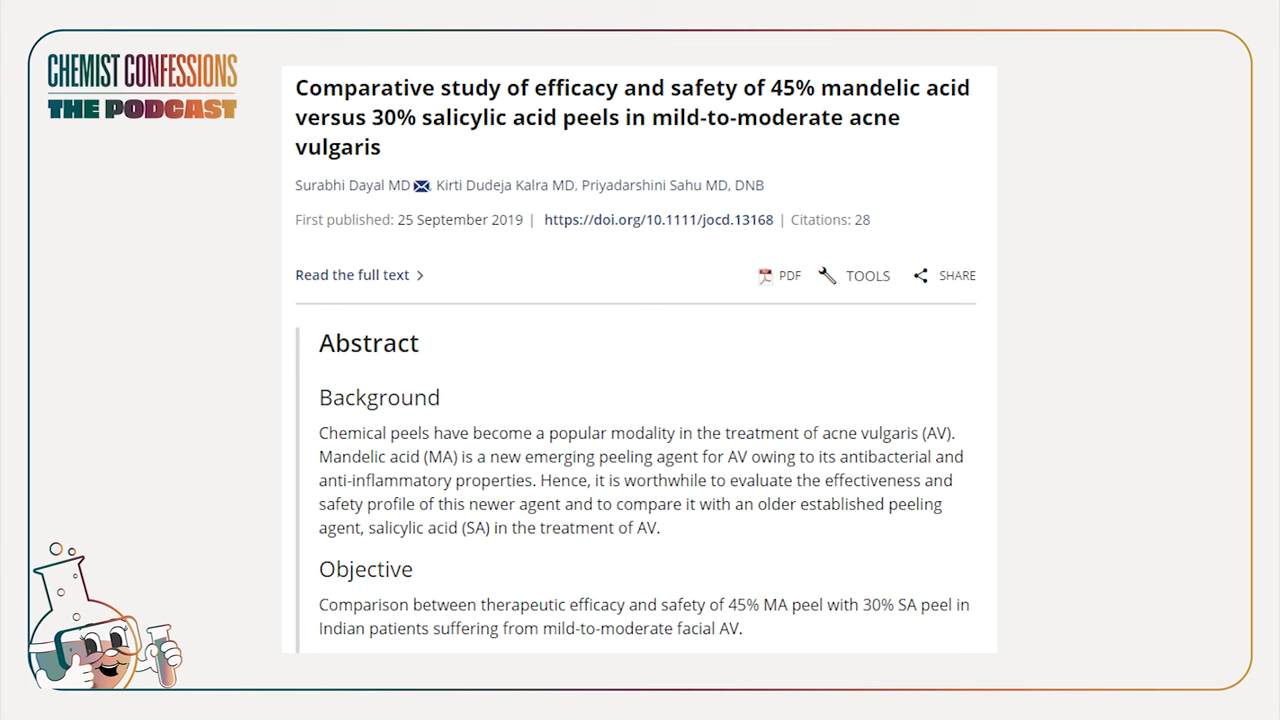 CHEMIST CONFESSIONS
THE PODCAST
Comparative study of efficacy and safety of 45% mandelic acid
versus 30% salicylic acid peels in mild-to-moderate acne
vulgaris
Surabhi Dayal MD, Kirti Dudeja Kalra MD, Priyadarshini Sahu MD, DNB
First published: 25 September 2019 | https://doi.org/10.1111/jocd.13168 | Citations: 28
Read the full text > PDF TOOLS SHARE
Abstract
Background
Chemical peels have become a popular modality in the treatment of acne vulgaris (AV).
Mandelic acid (MA) is a new emerging peeling agent for AV owing to its antibacterial and
anti-inflammatory properties. Hence, it is worthwhile to evaluate the effectiveness and
safety profile of this newer agent and to compare it with an older established peeling
agent, salicylic acid (SA) in the treatment of AV.
Objective
Comparison between therapeutic efficacy and safety of 45% MA peel with 30% SA peel in
Indian patients suffering from mild-to-moderate facial AV.